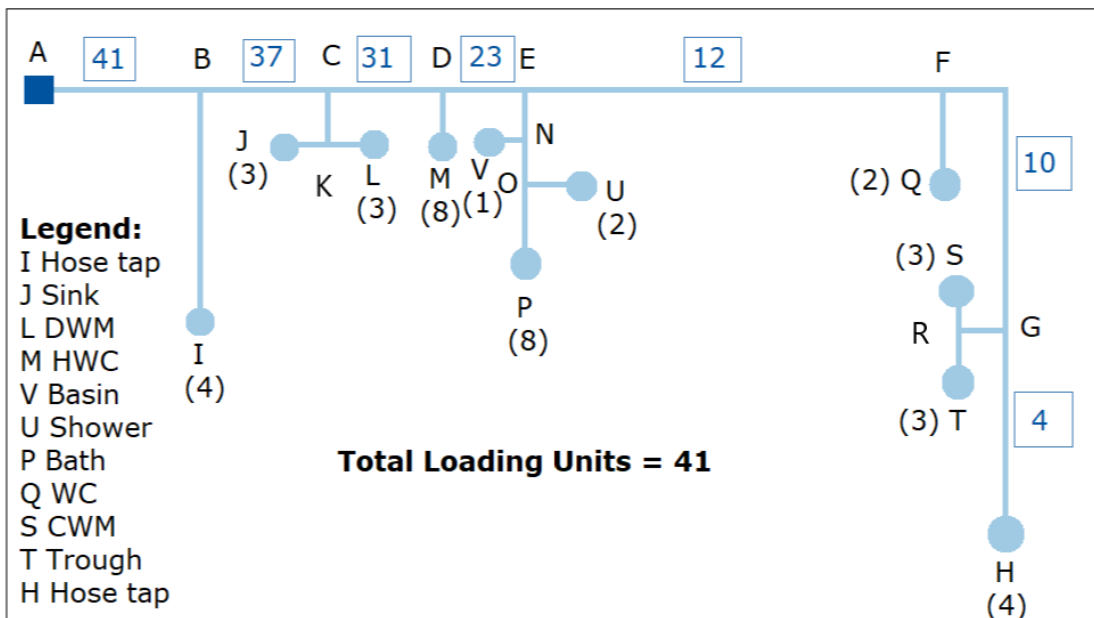 A 41 B 37 C 31 D 23 E 12 F
J
(3)
K
L
(3)
M
(8)
N
V
(1)
O
U
(2)
P
(8)
I
(4)
(2) Q
10
(3) S
R
G
(3) T
4
H
(4)
Legend:
I Hose tap
J Sink
L DWM
M HWC
V Basin
U Shower
P Bath
Q WC
S CWM
T Trough
H Hose tap
Total Loading Units = 41